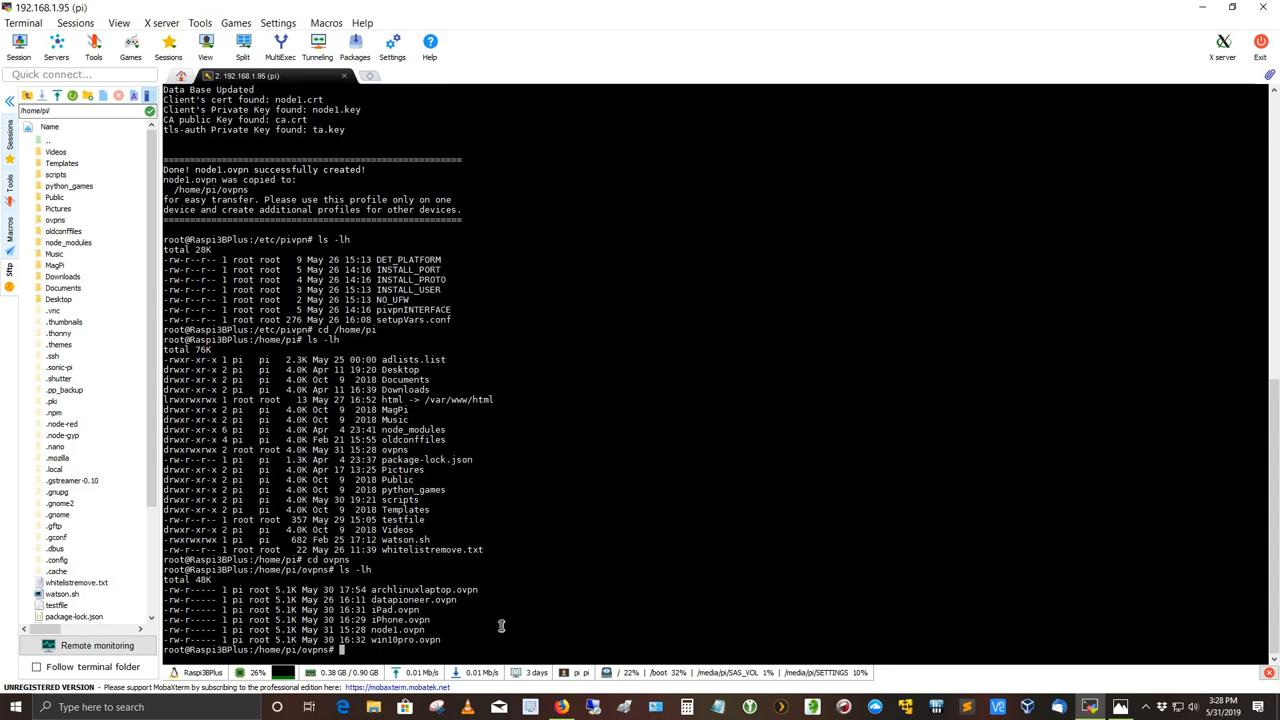 192.168.1.95 (pi)
Terminal Sessions View X server Tools Games Settings Macros Help
Session Servers Tools Games Sessions View Split MultiExec Tunneling Packages Settings Help X server Exit
Quick connect...
2. 192.168.1.95 (pi)
/home/pi/
Name
..
Videos
Templates
scripts
python_games
Public
Pictures
ovpns
oldconffiles
node_modules
Music
MagPi
Downloads
Documents
Desktop
.vnc
.thumbnails
.thonny
.themes
.ssh
.sonic-pi
.shutter
.pp_backup
.pki
.npm
.node-red
.node-gyp
.nano
.mozilla
.local
.gstreamer-0.10
.gnupg
.gnome2
.gnome
.gftp
.gconf
.dbus
.config
.cache
whitelistremove.txt
watson.sh
testfile
package-lock.json
Sessions
Tools
Macros
Sftp
Remote monitoring
Follow terminal folder
Data Base Updated
Client's cert found: node1.crt
Client's Private Key found: node1.key
CA public Key found: ca.crt
tls-auth Private Key found: ta.key
========================================================
Done! node1.ovpn successfully created!
node1.ovpn was copied to:
/home/pi/ovpns
for easy transfer. Please use this profile only on one
device and create additional profiles for other devices.
========================================================
root@Raspi3BPlus:/etc/pivpn# ls -lh
total 28K
-rw-r--r-- 1 root root 9 May 26 15:13 DET_PLATFORM
-rw-r--r-- 1 root root 5 May 26 14:16 INSTALL_PORT
-rw-r--r-- 1 root root 4 May 26 14:16 INSTALL_PROTO
-rw-r--r-- 1 root root 3 May 26 15:13 INSTALL_USER
-rw-r--r-- 1 root root 2 May 26 15:13 NO_UFW
-rw-r--r-- 1 root root 5 May 26 14:16 pivpnINTERFACE
-rw-r--r-- 1 root root 276 May 26 16:08 setupVars.conf
root@Raspi3BPlus:/etc/pivpn# cd /home/pi
root@Raspi3BPlus:/home/pi# ls -lh
total 76K
-rwxr-xr-x 1 pi pi 2.3K May 25 00:00 adlists.list
drwxr-xr-x 2 pi pi 4.0K Apr 11 19:20 Desktop
drwxr-xr-x 2 pi pi 4.0K Oct 9 2018 Documents
drwxr-xr-x 2 pi pi 4.0K Apr 11 16:39 Downloads
lrwxrwxrwx 1 root root 13 May 27 16:52 html -> /var/www/html
drwxr-xr-x 2 pi pi 4.0K Oct 9 2018 MagPi
drwxr-xr-x 2 pi pi 4.0K Oct 9 2018 Music
drwxr-xr-x 6 pi pi 4.0K Apr 4 23:41 node_modules
drwxr-xr-x 4 pi pi 4.0K Feb 21 15:55 oldconffiles
drwxrwxrwx 2 root root 4.0K May 31 15:28 ovpns
-rw-r--r-- 1 pi pi 1.3K Apr 4 23:37 package-lock.json
drwxr-xr-x 2 pi pi 4.0K Apr 17 13:25 Pictures
drwxr-xr-x 2 pi pi 4.0K Oct 9 2018 Public
drwxr-xr-x 2 pi pi 4.0K Oct 9 2018 python_games
drwxr-xr-x 2 pi pi 4.0K May 30 19:21 scripts
drwxr-xr-x 2 pi pi 4.0K Oct 9 2018 Templates
-rw-r--r-- 1 root root 357 May 29 15:05 testfile
drwxr-xr-x 2 pi pi 4.0K Oct 9 2018 Videos
-rwxrwxrwx 1 pi pi 682 Feb 25 17:12 watson.sh
-rw-r--r-- 1 root root 22 May 26 11:39 whitelistremove.txt
root@Raspi3BPlus:/home/pi# cd ovpns
root@Raspi3BPlus:/home/pi/ovpns# ls -lh
total 48K
-rw-r----- 1 pi root 5.1K May 30 17:54 archlinuxlaptop.ovpn
-rw-r----- 1 pi root 5.1K May 26 16:11 datapioneer.ovpn
-rw-r----- 1 pi root 5.1K May 30 16:31 iPad.ovpn
-rw-r----- 1 pi root 5.1K May 30 16:29 iPhone.ovpn
-rw-r----- 1 pi root 5.1K May 31 15:28 node1.ovpn
-rw-r----- 1 pi root 5.1K May 30 16:32 win10pro.ovpn
root@Raspi3BPlus:/home/pi/ovpns#
Raspi3BPlus 26% 0.38 GB / 0.90 GB 0.01 Mb/s 0.01 Mb/s 3 days pi pi / 22% /boot 32% /media/pi/SAS_VOL 1% /media/pi/SETTINGS 10%
UNREGISTERED VERSION - Please support MobaXterm by subscribing to the professional edition here: https://mobaxterm.mobatek.net
Type here to search
3:28 PM
5/31/2019